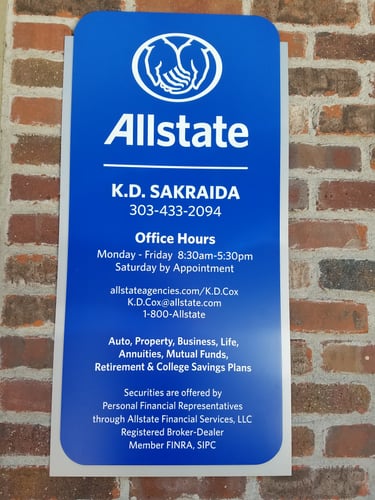 Allstate
K.D. SAKRAIDA
303-433-2094
Office Hours
Monday - Friday 8:30am-5:30pm
Saturday by Appointment
allstateagencies.com/K.D.Cox
K.D.Cox@allstate.com
1-800-Allstate
Auto, Property, Business, Life,
Annuities, Mutual Funds,
Retirement & College Savings Plans
Securities are offered by
Personal Financial Representatives
through Allstate Financial Services, LLC
Registered Broker-Dealer
Member FINRA, SIPC